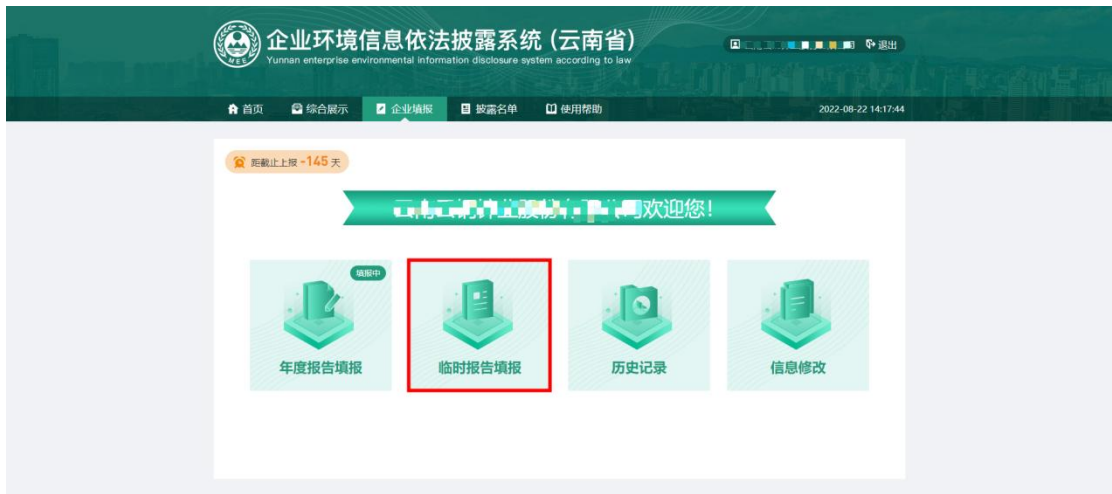 企业环境信息依法披露系统 (云南省)
Yunnan enterprise environmental information disclosure system according to law
MEE
退出
首页 综合展示 企业填报 披露名单 使用帮助 2022-08-22 14:17:44
距截止上报 -145 天
欢迎您!
填报中
年度报告填报 临时报告填报 历史记录 信息修改